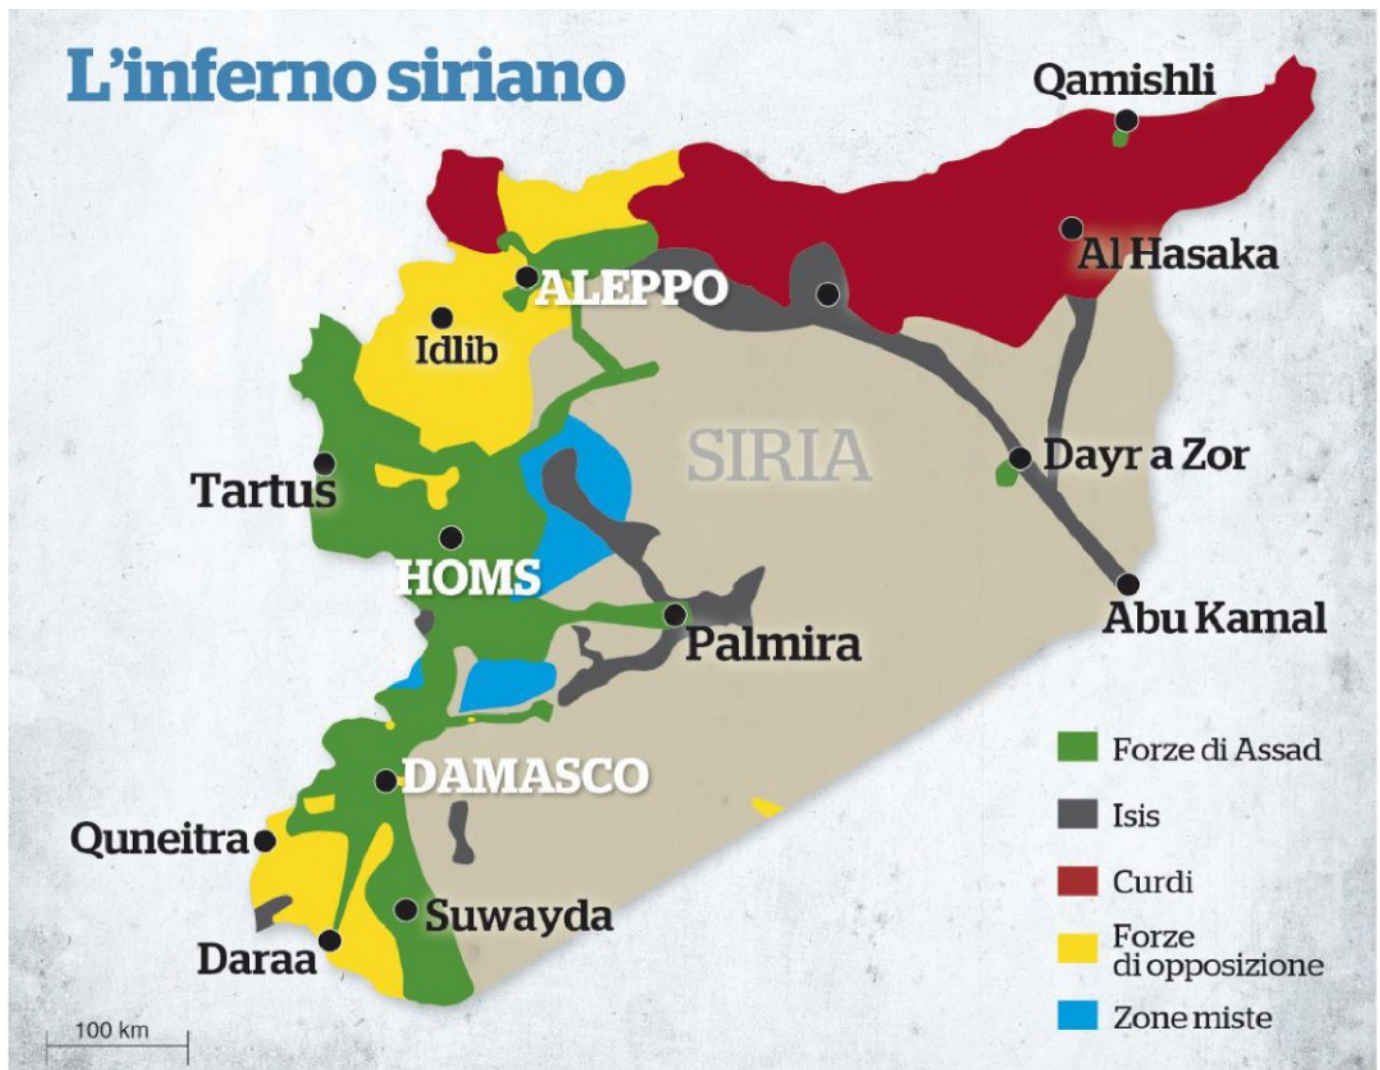 L'inferno siriano
Qamishli
Al Hasaka
ALEPPO
Idlib
SIRIA
Dayr a Zor
Tartus
HOMS
Abu Kamal
Palmira
DAMASCO
Quneitra
Suwayda
Daraa
Forze di Assad
Isis
Curdi
Forze
di opposizione
Zone miste
100 km